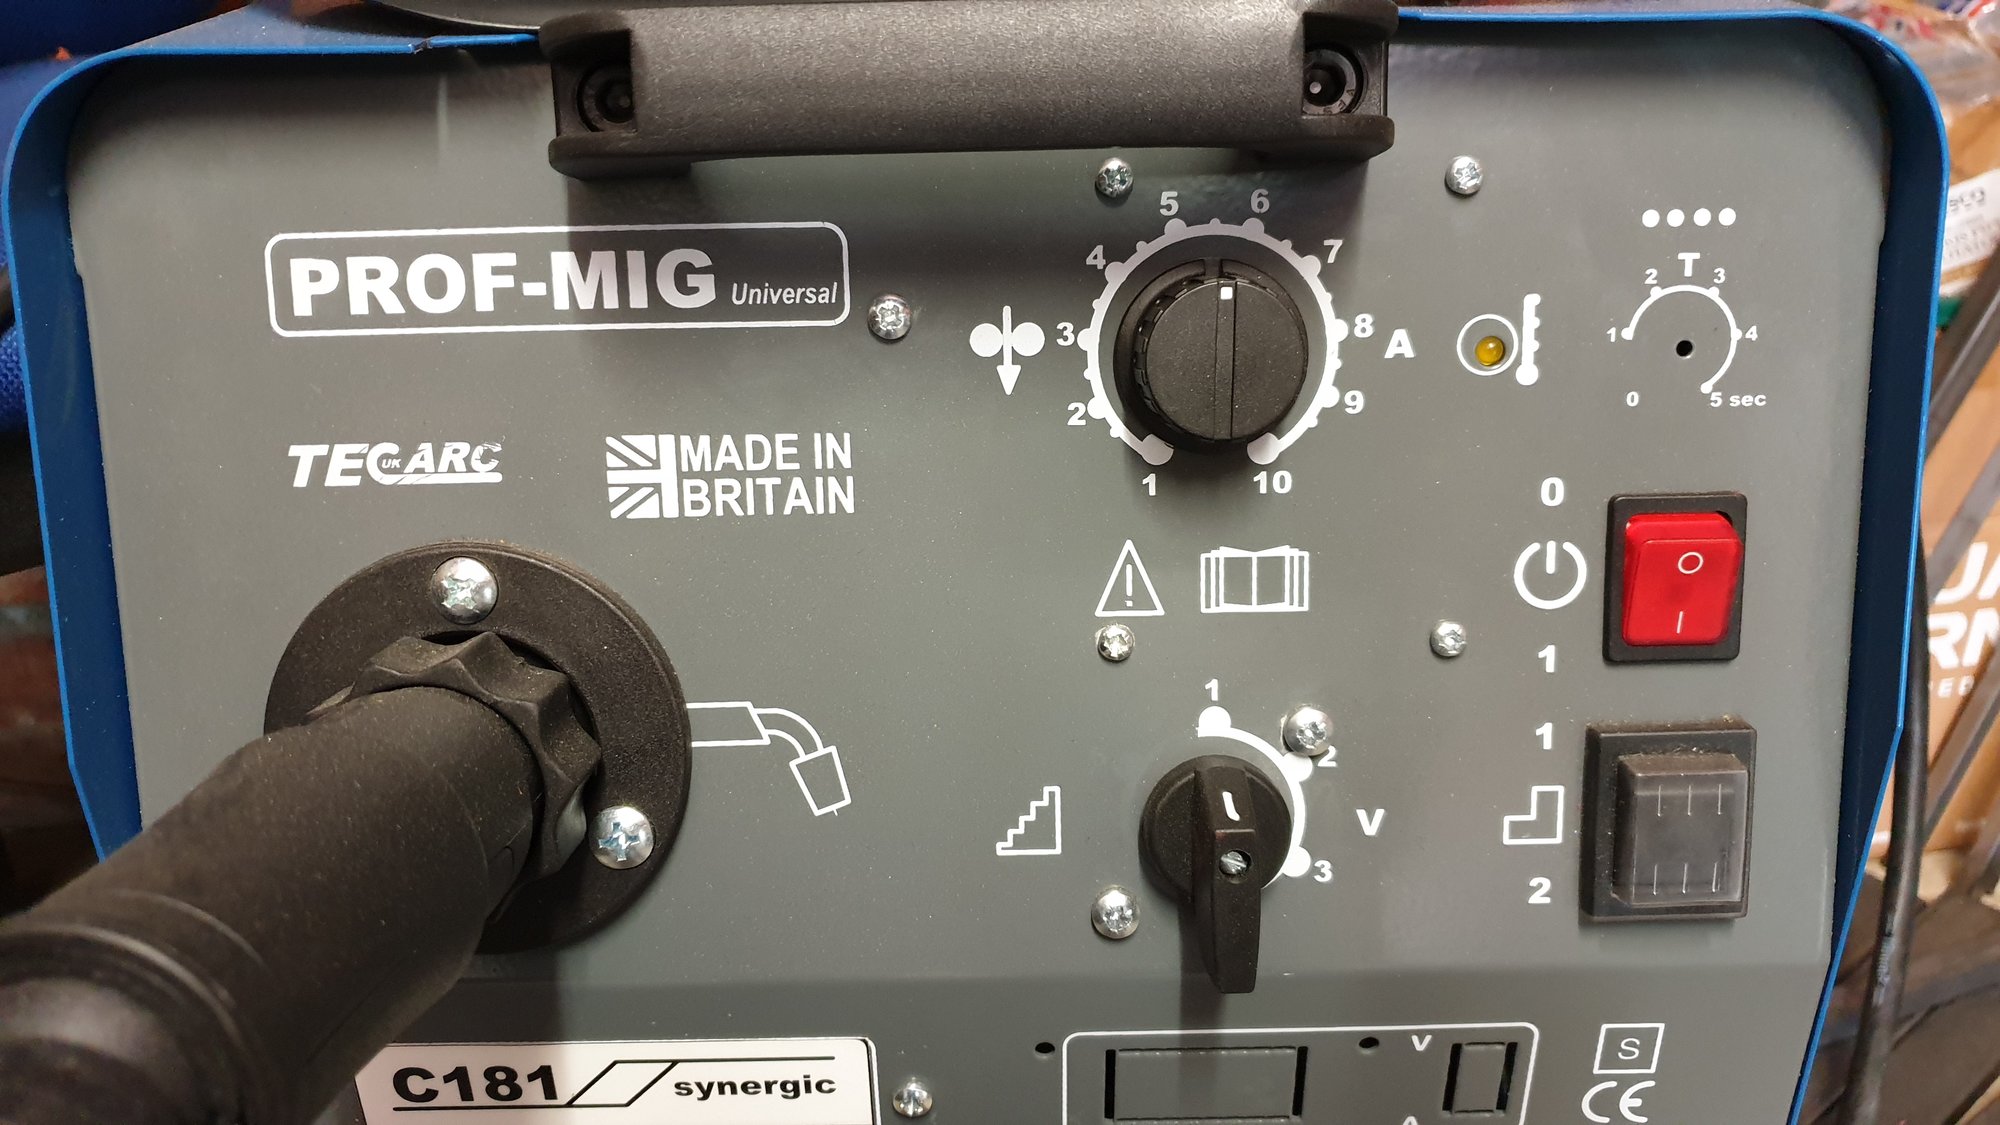 PROF-MIG Universal
TECARC
UK
MADE IN
BRITAIN
5 6
4 7
3 8 A
2 9
1 10
T
2 3
1 4
0 5 sec
0
1
1
2
1
2
V
3
C181 synergic
V
S
CE